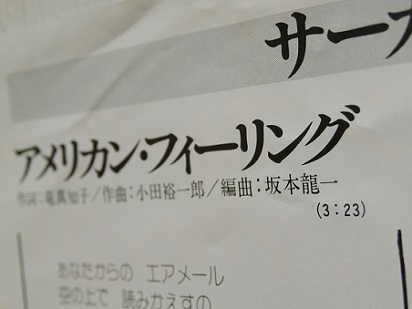 サーカ
アメリカン・フィーリング
作詞:竜真知子/作曲:小田裕一郎/編曲:坂本龍一
(3:23)
あなたからの エアメール
空の上で 読みかえすの